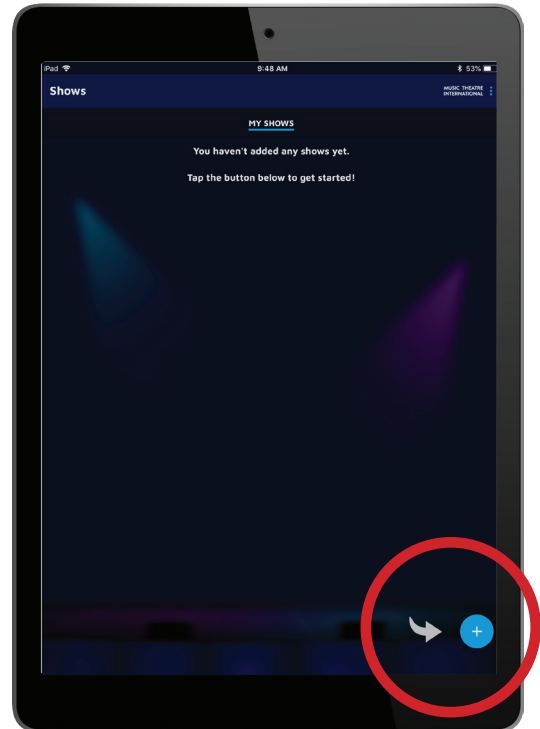 iPad 9:48 AM 53%
Shows
MUSIC THEATRE
INTERNATIONAL
MY SHOWS
You haven't added any shows yet.
Tap the button below to get started!
+